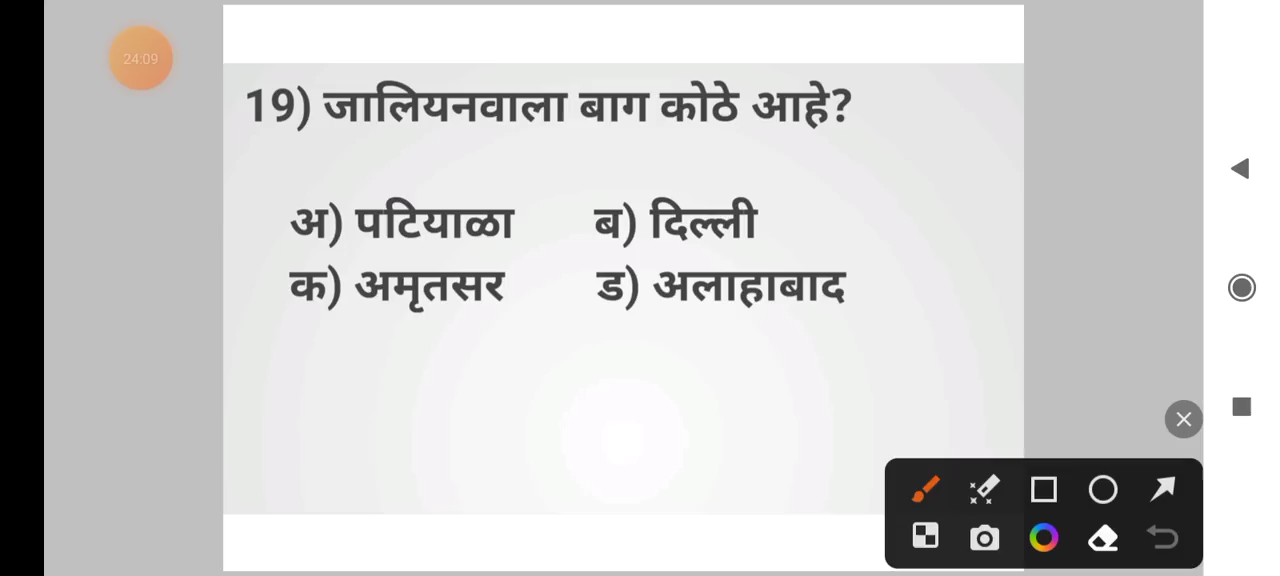 24:09
19) जालियनवाला बाग कोठे आहे?
अ) पटियाळा ब) दिल्ली
क) अमृतसर ड) अलाहाबाद